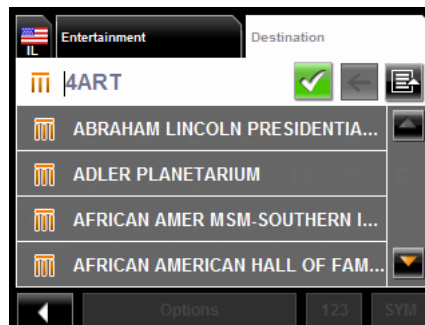 Entertainment
Destination
IL
4ART
ABRAHAM LINCOLN PRESIDENTIA...
ADLER PLANETARIUM
AFRICAN AMER MSM-SOUTHERN I...
AFRICAN AMERICAN HALL OF FAM...
Options
123
SYM